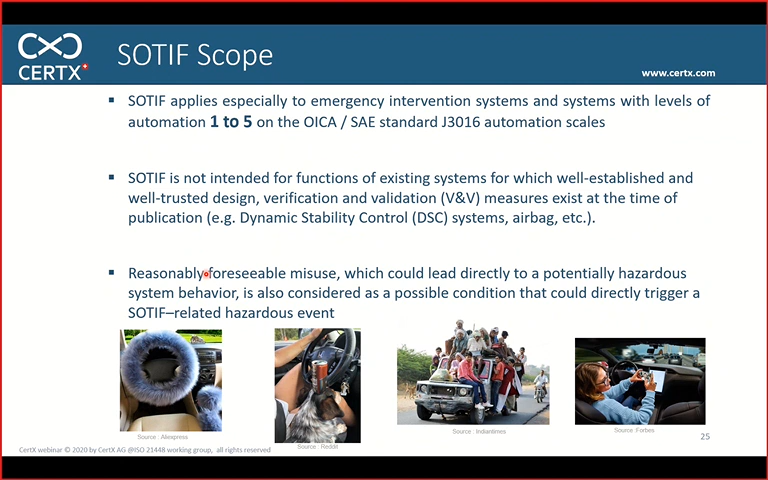 CERTX
SOTIF Scope
www.certx.com
SOTIF applies especially to emergency intervention systems and systems with levels of
automation 1 to 5 on the OICA / SAE standard J3016 automation scales
SOTIF is not intended for functions of existing systems for which well-established and
well-trusted design, verification and validation (V&V) measures exist at the time of
publication (e.g. Dynamic Stability Control (DSC) systems, airbag, etc.).
Reasonably foreseeable misuse, which could lead directly to a potentially hazardous
system behavior, is also considered as a possible condition that could directly trigger a
SOTIF–related hazardous event
Source : Aliexpress
Source : Reddit
Source : Indiantimes
Source: Forbes
25
CertX webinar © 2020 by CertX AG @ISO 21448 working group, all rights reserved